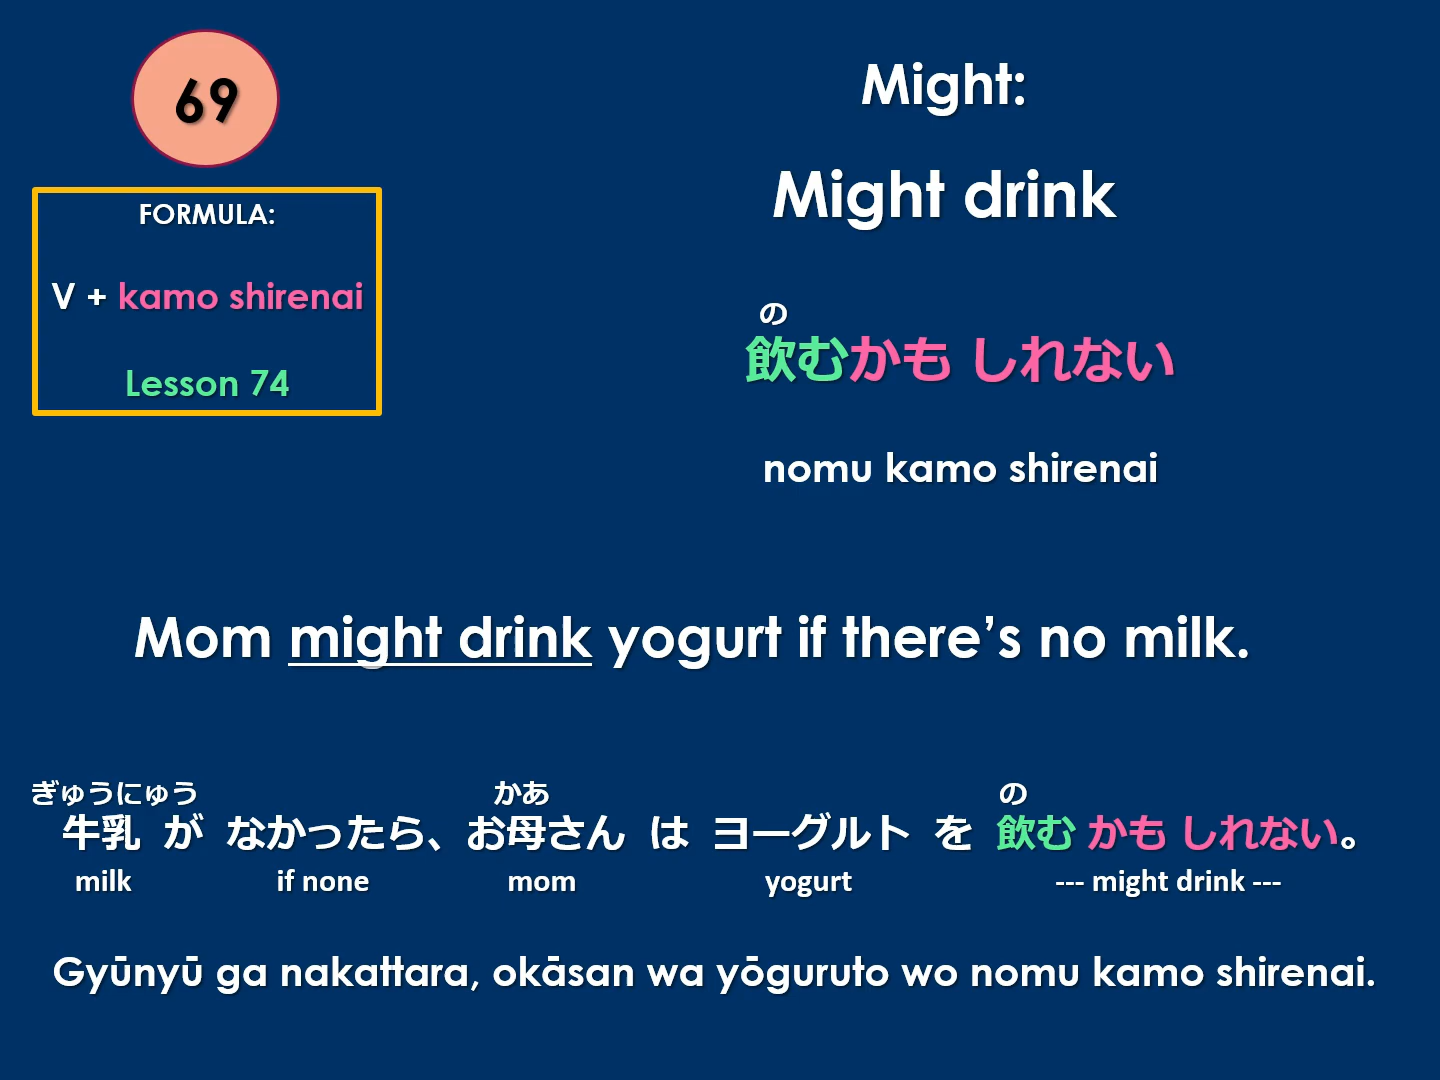 69
FORMULA:
V + kamo shirenai
Lesson 74
Might:
Might drink
の
飲むかも しれない
nomu kamo shirenai
Mom might drink yogurt if there’s no milk.
ぎゅうにゅう かあ の
牛乳 が なかったら、お母さん は ヨーグルト を 飲む かも しれない。
milk if none mom yogurt --- might drink ---
Gyūnyū ga nakattara, okāsan wa yōguruto wo nomu kamo shirenai.